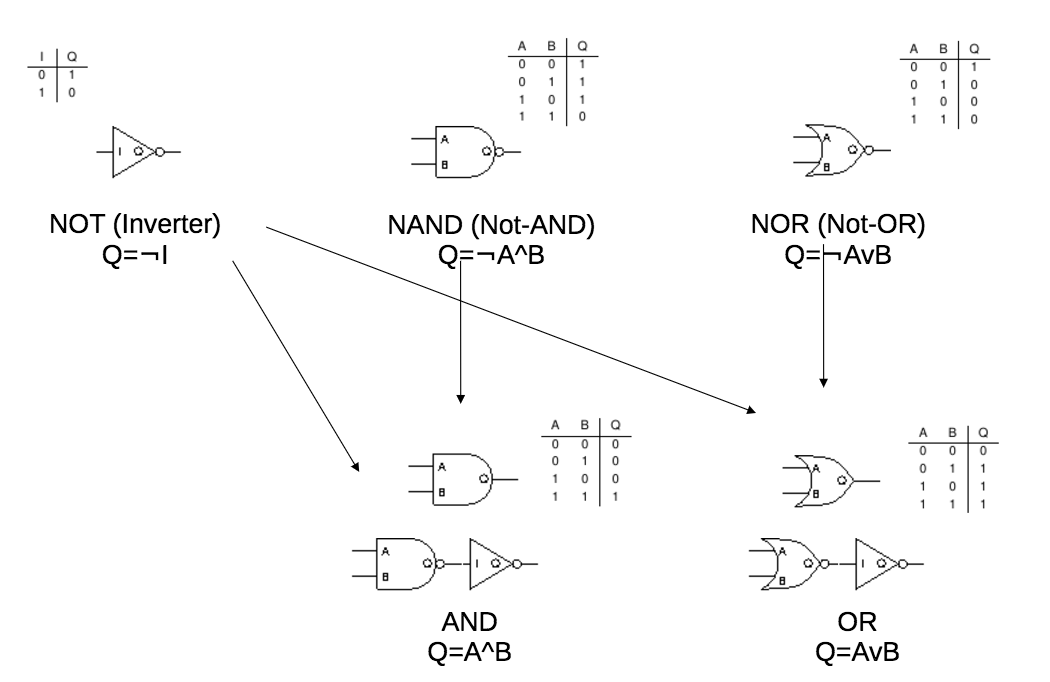 I Q
0 1
1 0
I Q
NOT (Inverter)
Q=¬I
A B Q
0 0 1
0 1 1
1 0 1
1 1 0
A
Q
B
NAND (Not-AND)
Q=¬A^B
A B Q
0 0 1
0 1 0
1 0 0
1 1 0
A
Q
B
NOR (Not-OR)
Q=¬AvB
A B Q
0 0 0
0 1 0
1 0 0
1 1 1
A
Q
B
A
Q I Q
B
AND
Q=A^B
A B Q
0 0 0
0 1 1
1 0 1
1 1 1
A
Q
B
A
Q I Q
B
OR
Q=AvB